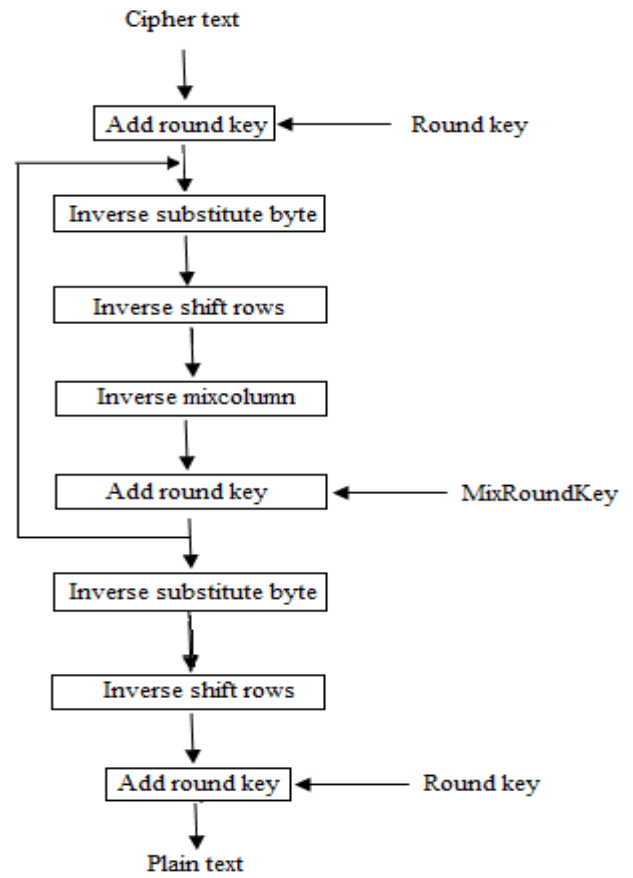 Cipher text
Add round key
Round key
Inverse substitute byte
Inverse shift rows
Inverse mixcolumn
Add round key
MixRoundKey
Inverse substitute byte
Inverse shift rows
Add round key
Round key
Plain text